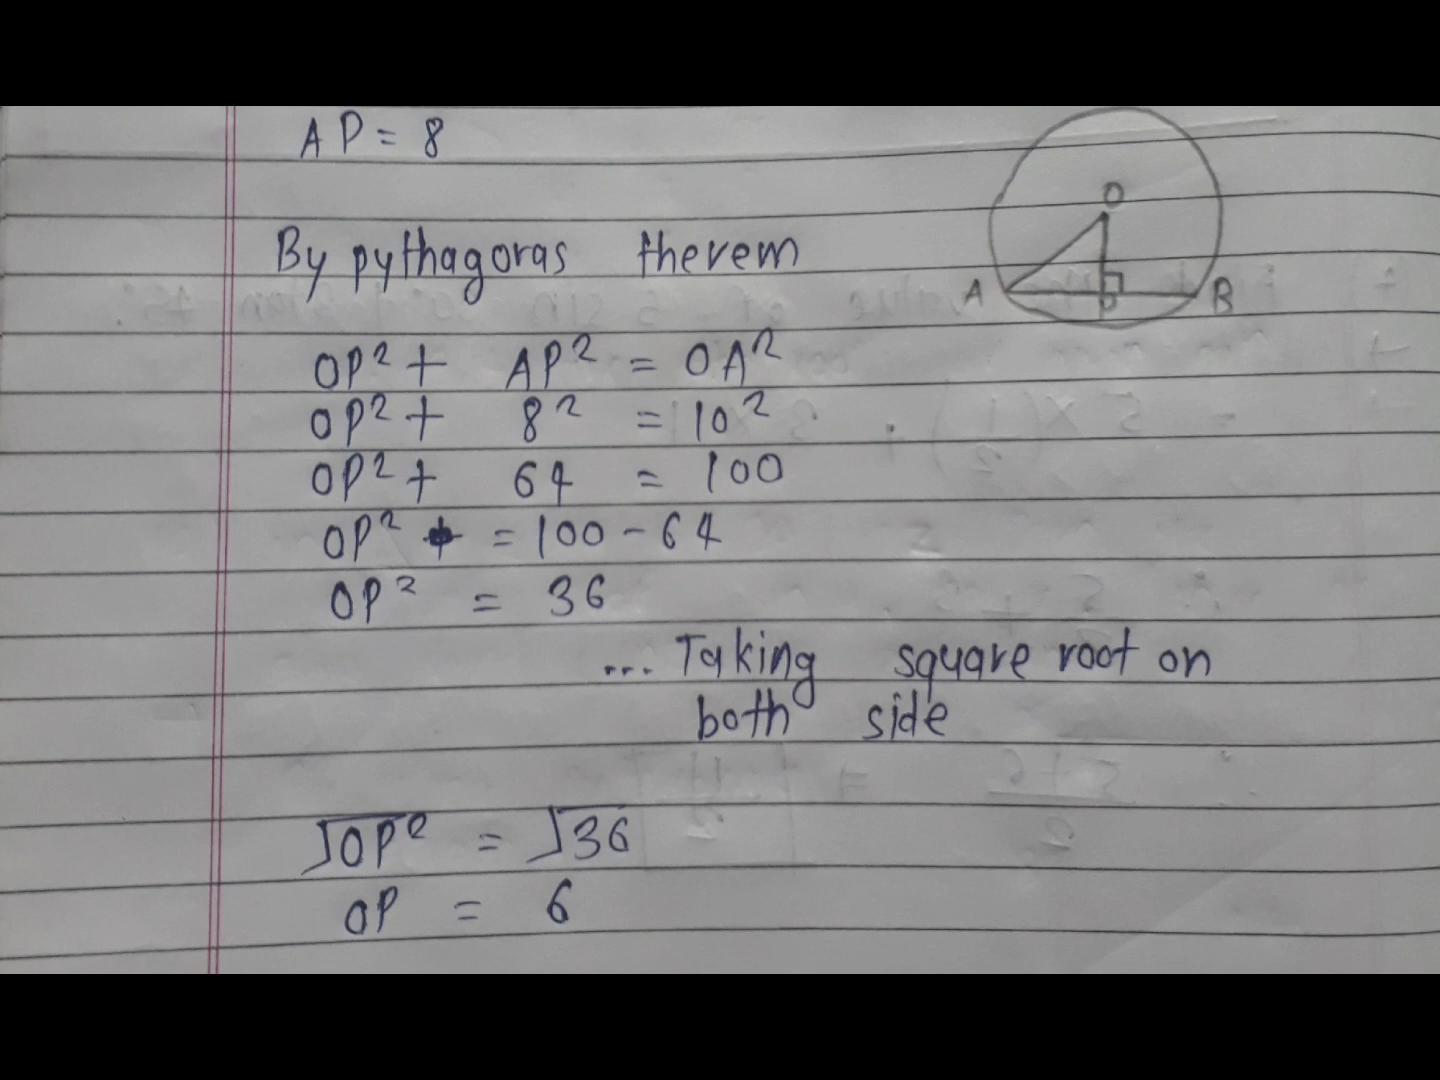 AP = 8
O
A
B
P
By pythagoras therem
OP² + AP² = OA²
OP² + 8² = 10²
OP² + 64 = 100
OP² = 100 - 64
OP² = 36
... Taking square root on
both side
√OP² = √36
OP = 6